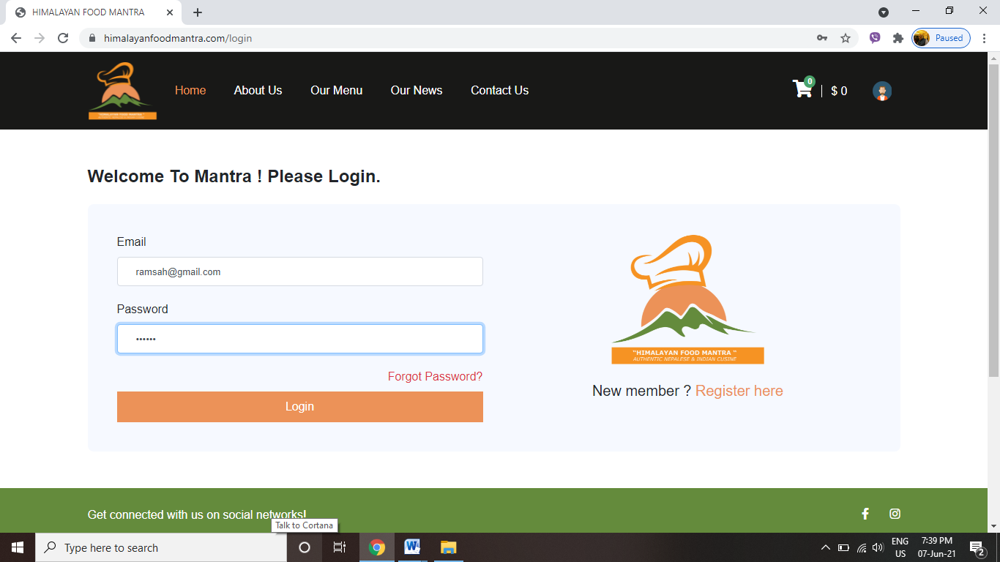 HIMALAYAN FOOD MANTRA
himalayanfoodmantra.com/login
Paused
"HIMALAYAN FOOD MANTRA "
Home About Us Our Menu Our News Contact Us 0 $ 0
Welcome To Mantra ! Please Login.
Email
ramsah@gmail.com
Password
••••••
Forgot Password?
Login
"HIMALAYAN FOOD MANTRA "
AUTHENTIC NEPALESE & INDIAN CUSINE
New member ? Register here
Get connected with us on social networks!
Talk to Cortana
Type here to search
ENG
US
7:39 PM
07-Jun-21
2